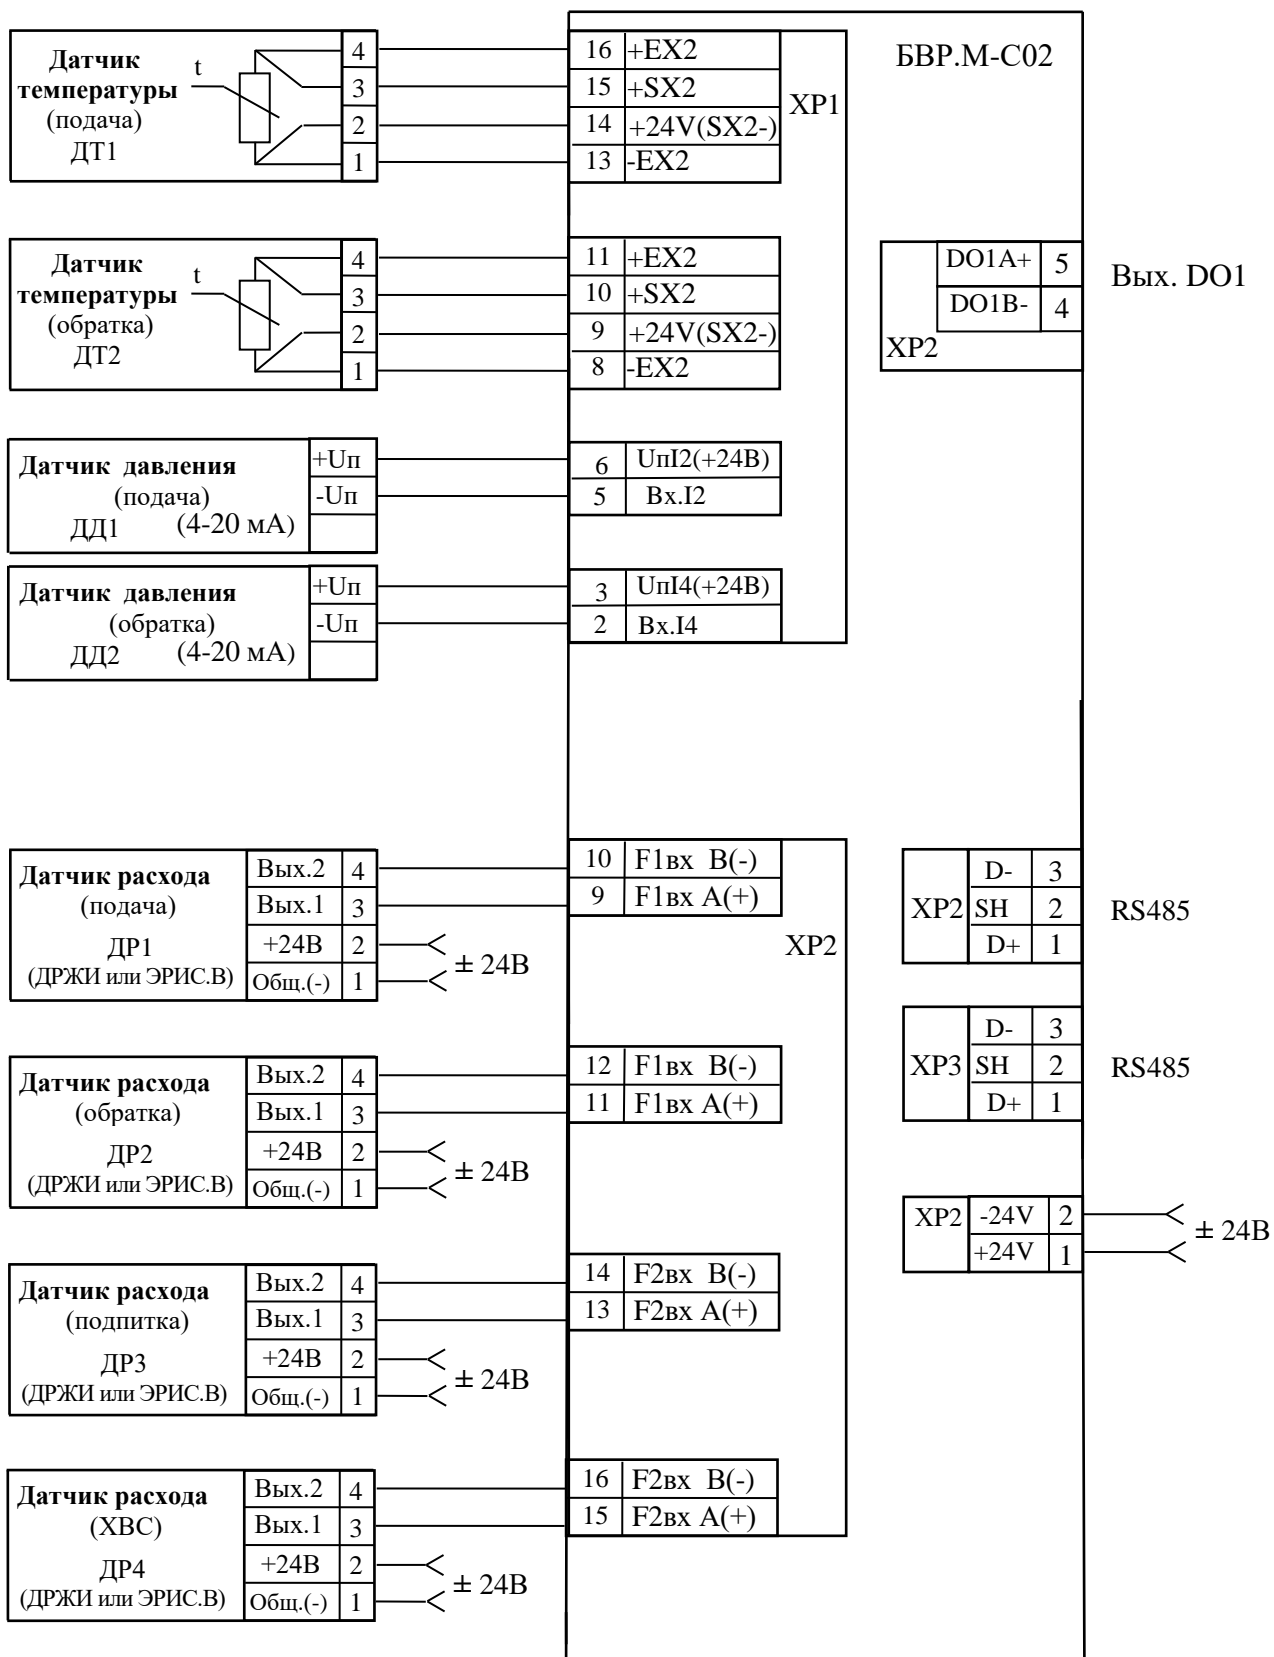 БВР.М-С02
Датчик
температуры
(подача)
ДТ1
t
4
3
2
1
16 +EX2
15 +SX2
14 +24V(SX2-)
13 -EX2
XP1
Датчик
температуры
(обратка)
ДТ2
t
4
3
2
1
11 +EX2
10 +SX2
9 +24V(SX2-)
8 -EX2
DO1A+ 5
DO1B- 4
XP2
Вых. DO1
Датчик давления
(подача)
ДД1 (4-20 мА)
+Uп
-Uп
6 UпI2(+24В)
5 Вх.I2
Датчик давления
(обратка)
ДД2 (4-20 мА)
+Uп
-Uп
3 UпI4(+24В)
2 Вх.I4
Датчик расхода
(подача)
ДР1
(ДРЖИ или ЭРИС.В)
Вых.2 4
Вых.1 3
+24В 2
Общ.(-) 1
± 24В
10 F1вх В(-)
9 F1вх А(+)
XP2
XP2
D- 3
SH 2
D+ 1
RS485
Датчик расхода
(обратка)
ДР2
(ДРЖИ или ЭРИС.В)
Вых.2 4
Вых.1 3
+24В 2
Общ.(-) 1
± 24В
12 F1вх В(-)
11 F1вх А(+)
XP3
D- 3
SH 2
D+ 1
RS485
XP2
-24V 2
+24V 1
± 24В
Датчик расхода
(подпитка)
ДР3
(ДРЖИ или ЭРИС.В)
Вых.2 4
Вых.1 3
+24В 2
Общ.(-) 1
± 24В
14 F2вх В(-)
13 F2вх А(+)
Датчик расхода
(ХВС)
ДР4
(ДРЖИ или ЭРИС.В)
Вых.2 4
Вых.1 3
+24В 2
Общ.(-) 1
± 24В
16 F2вх В(-)
15 F2вх А(+)